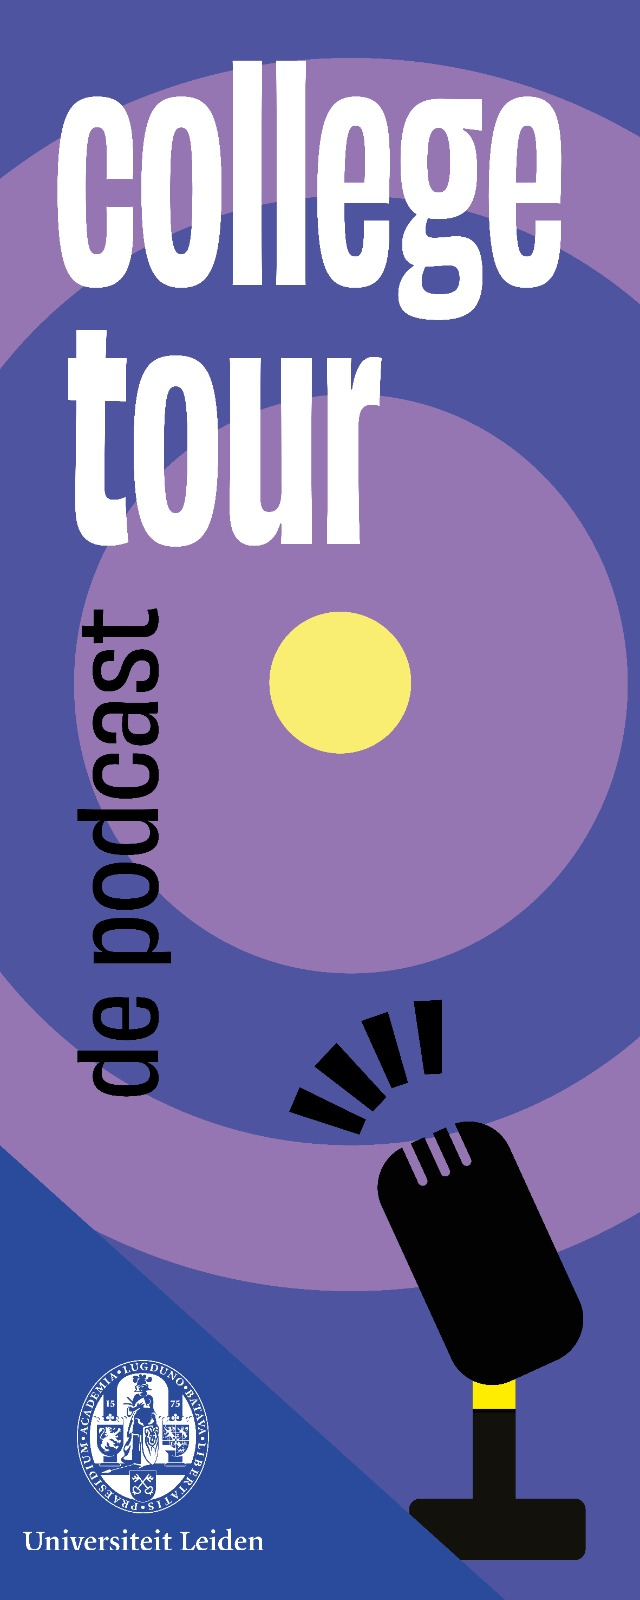 college
tour
de podcast
ACADEMIA · LUGDUNO · BATAVA · LIBERTATIS · PRAESIDIUM ·
15 75
Universiteit Leiden